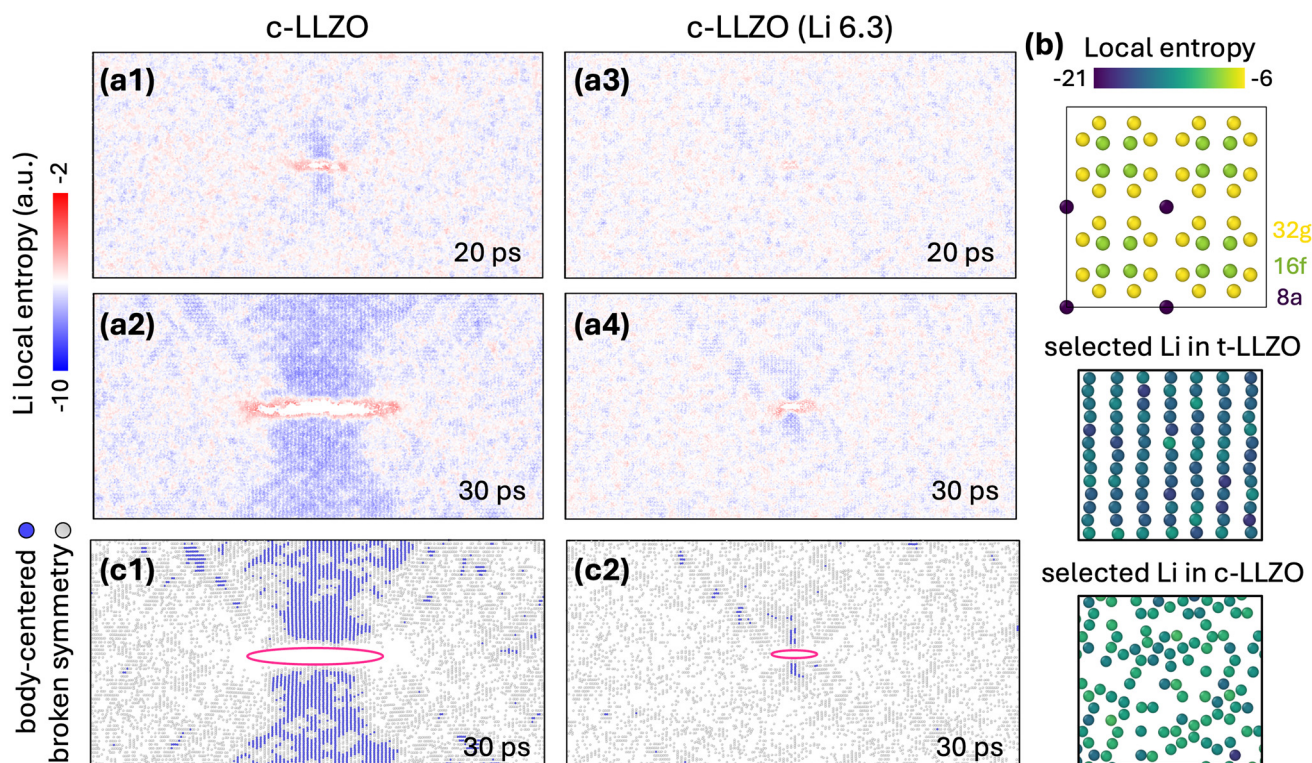 c-LLZO
c-LLZO (Li 6.3)
(a1)
20 ps
(a3)
20 ps
Li local entropy (a.u.)
-2
-10
(a2)
30 ps
(a4)
30 ps
body-centered
broken symmetry
(c1)
30 ps
(c2)
30 ps
(b)
Local entropy
-21
-6
32g
16f
8a
selected Li in t-LLZO
selected Li in c-LLZO